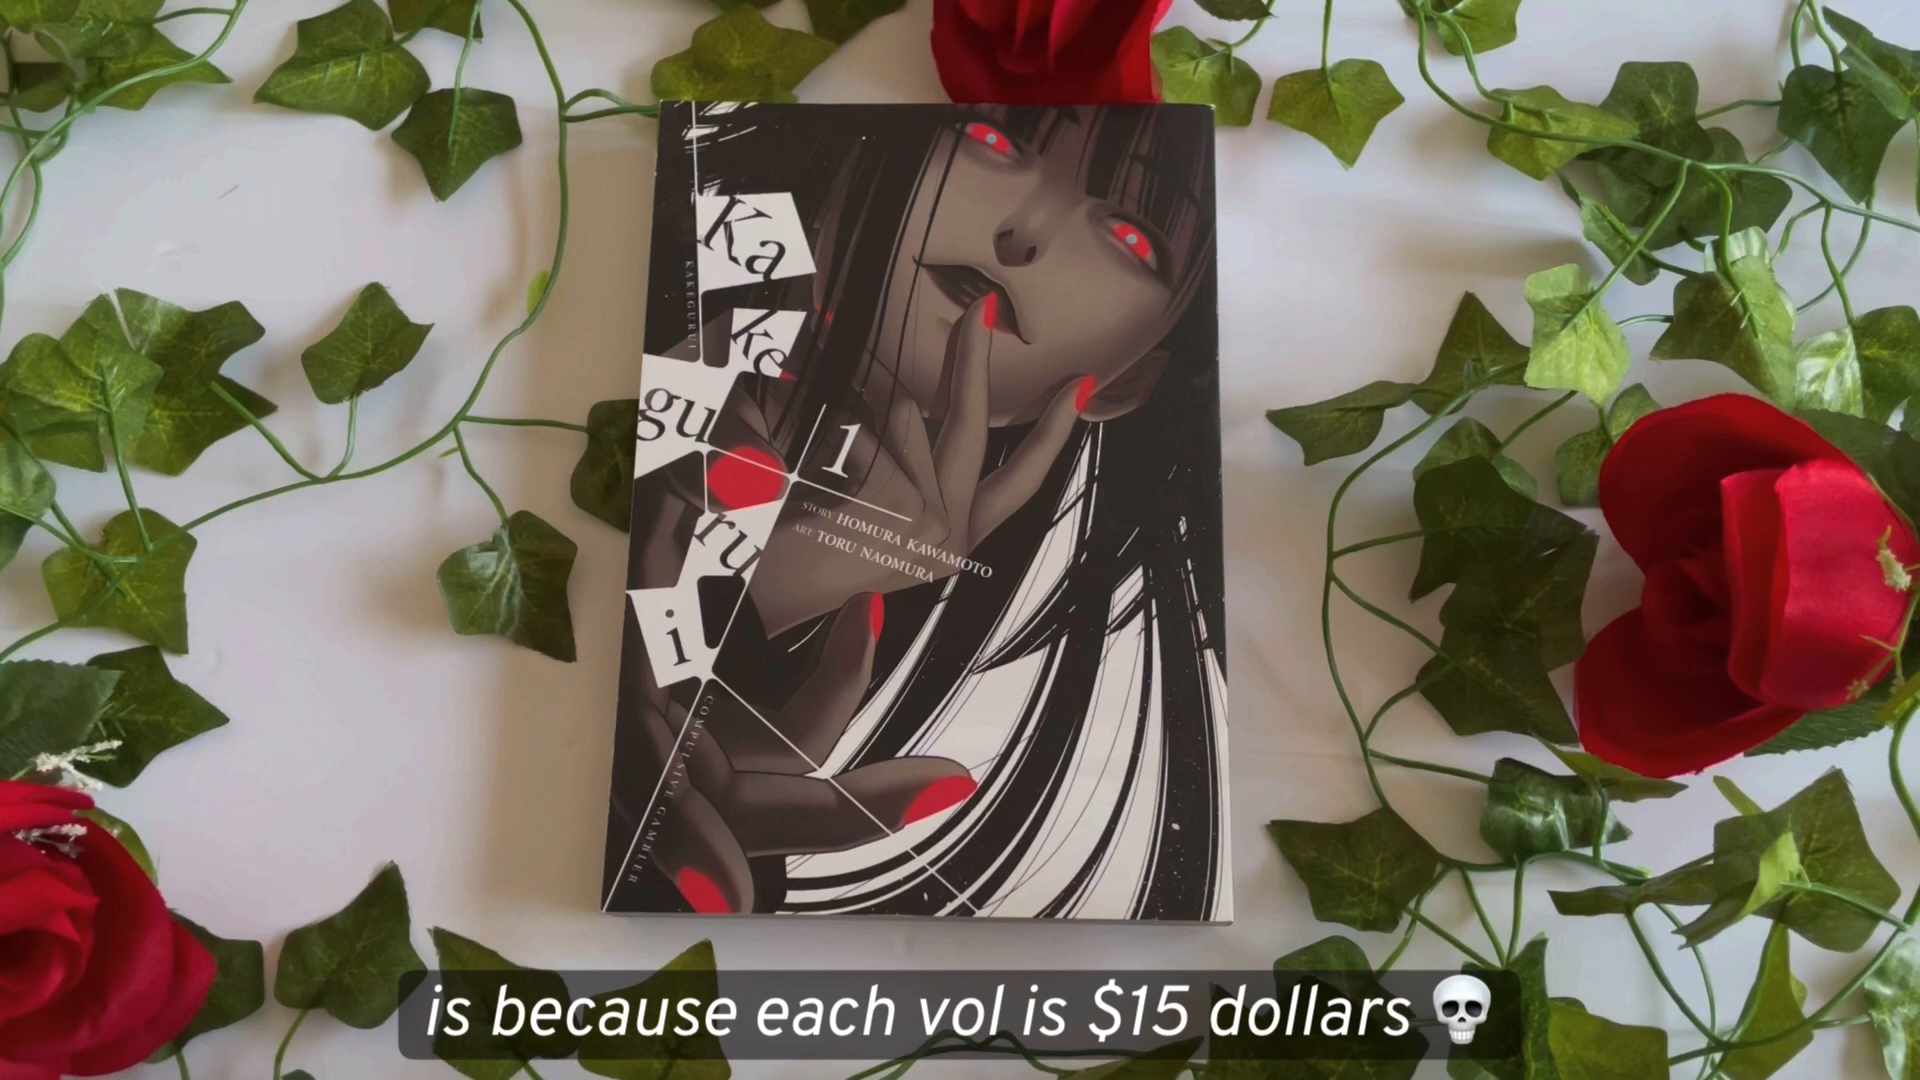 Ka
ke
gu
ru
i
KAKEGURUI
1
STORY HOMURA KAWAMOTO
ART TORU NAOMURA
COMPULSIVE GAMBLER
is because each vol is $15 dollars 💀